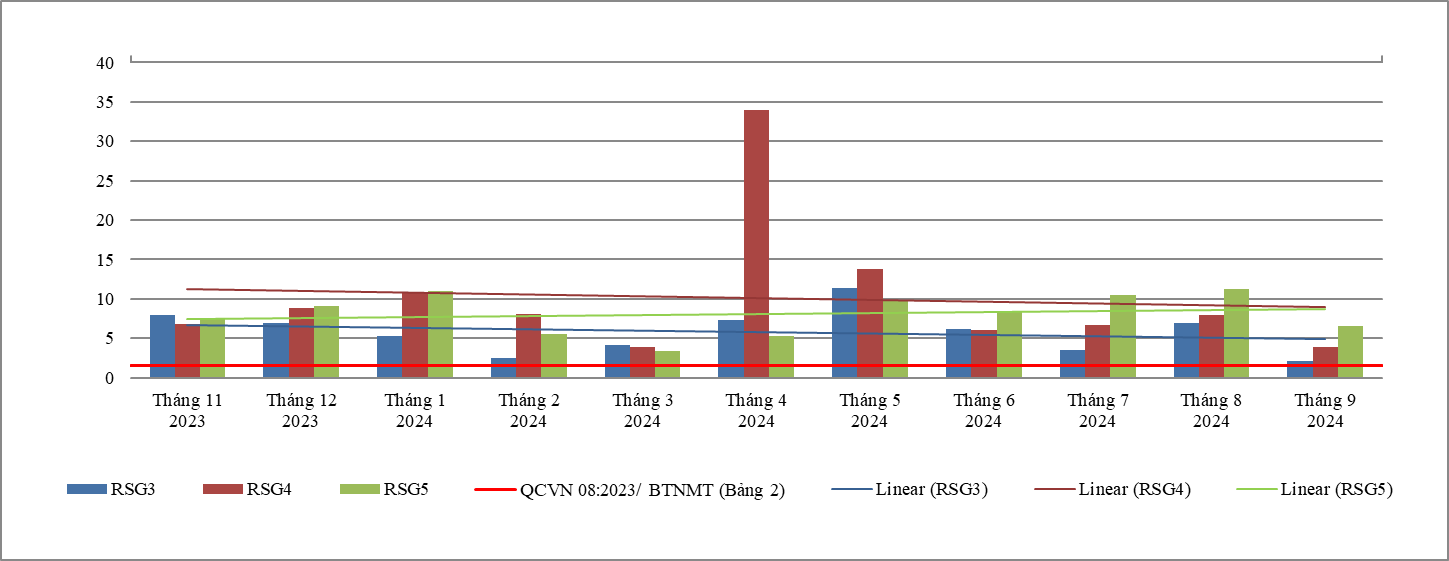 40
35
30
25
20
15
10
5
0
Tháng 11 2023
Tháng 12 2023
Tháng 1 2024
Tháng 2 2024
Tháng 3 2024
Tháng 4 2024
Tháng 5 2024
Tháng 6 2024
Tháng 7 2024
Tháng 8 2024
Tháng 9 2024
RSG3
RSG4
RSG5
QCVN 08:2023/ BTNMT (Bảng 2)
Linear (RSG3)
Linear (RSG4)
Linear (RSG5)